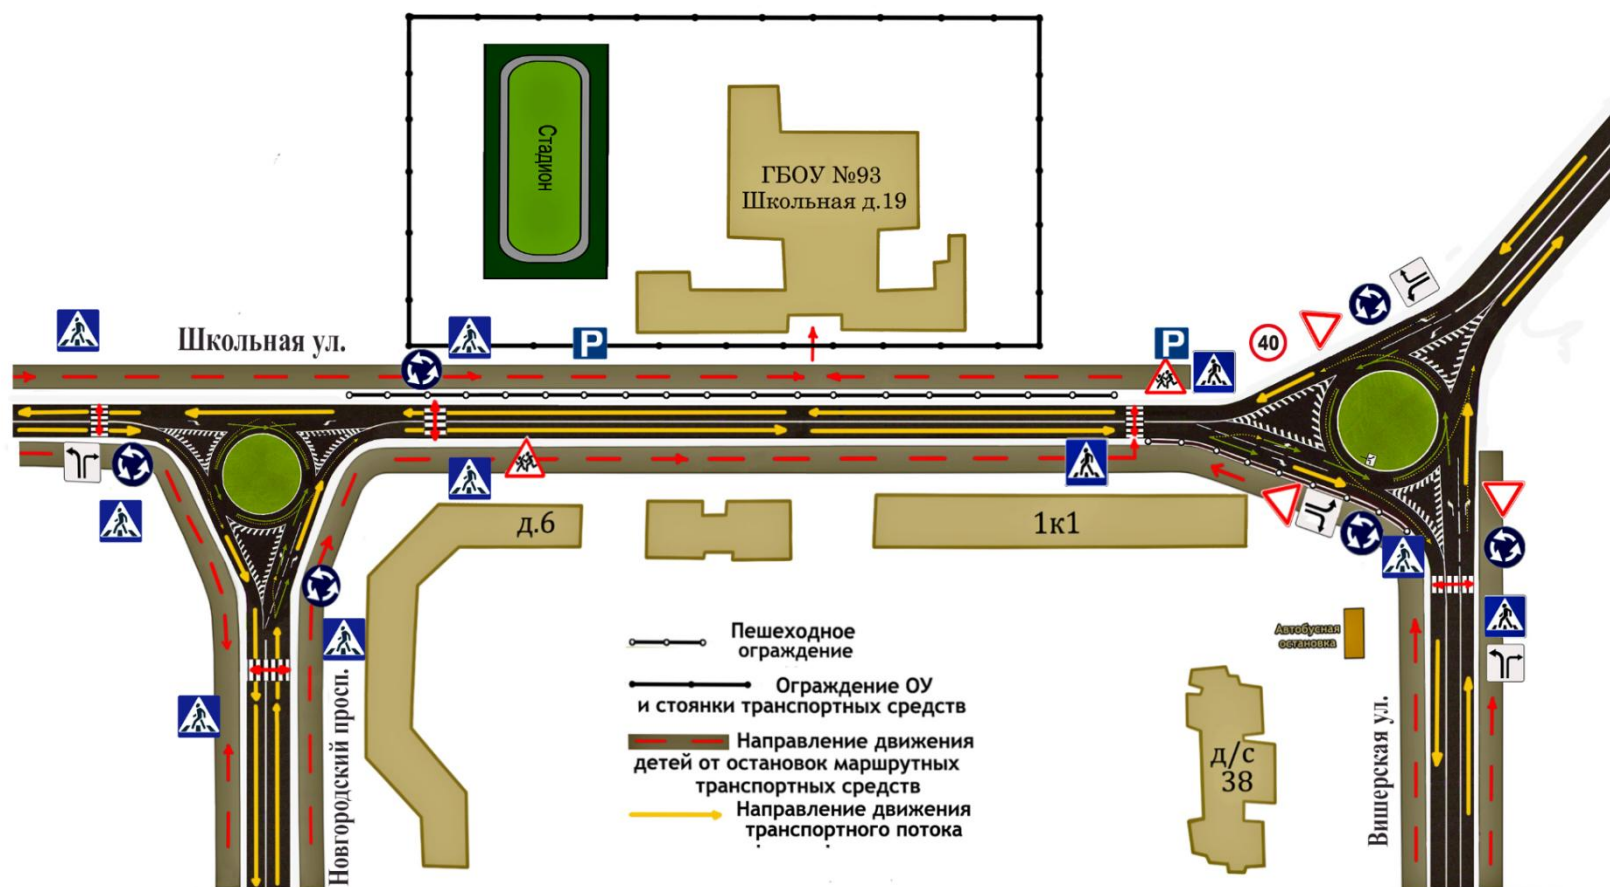 Стадион
ГБОУ №93
Школьная д.19
Школьная ул.
P
P
40
д.6
1к1
Автобусная
остановка
Пешеходное
ограждение
Ограждение ОУ
и стоянки транспортных средств
Направление движения
детей от остановок маршрутных
транспортных средств
Направление движения
транспортного потока
д/с
38
Новгородский просп.
Вишерская ул.